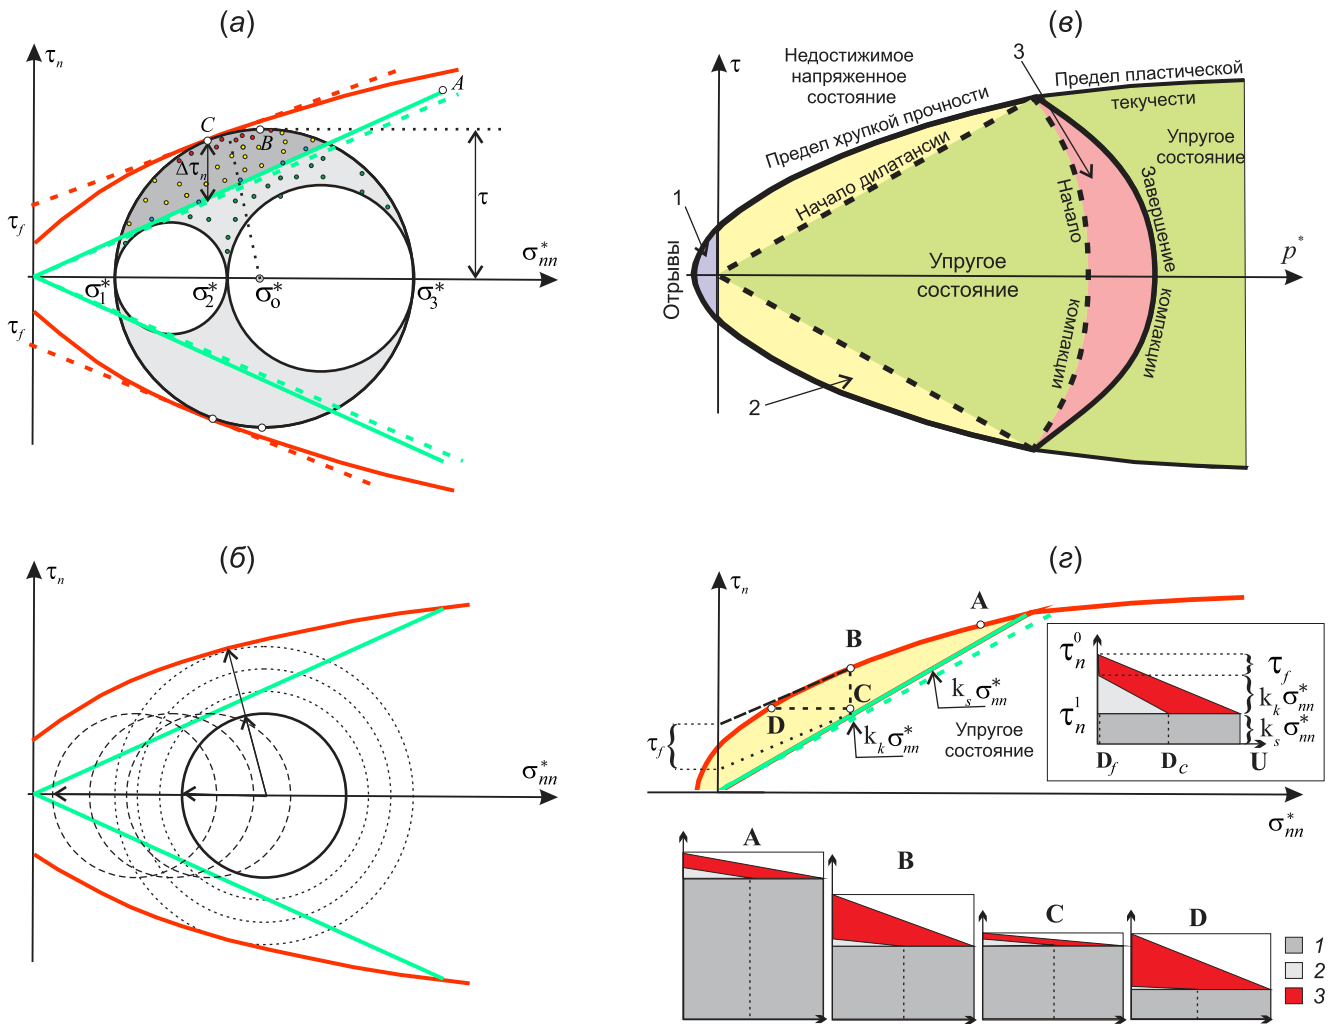 (а)
τn
A
C
B
Δτn
τ
τf
σ*nn
σ*1
σ*2
σ*o
σ*3
τf
(в)
Недостижимое
напряженное
состояние
τ
3
Предел пластической
текучести
Предел хрупкой прочности
Упругое
состояние
Начало дилатансии
1
Начало
компакции
Завершение
компакции
p*
Отрывы
Упругое
состояние
2
(б)
τn
σ*nn
(г)
τn
A
B
C
D
ks σ*nn
kk σ*nn
τf
Упругое
состояние
σ*nn
τ0n
τ1n
τf
kk σ*nn
ks σ*nn
Df
Dc
U
A
B
C
D
1
2
3